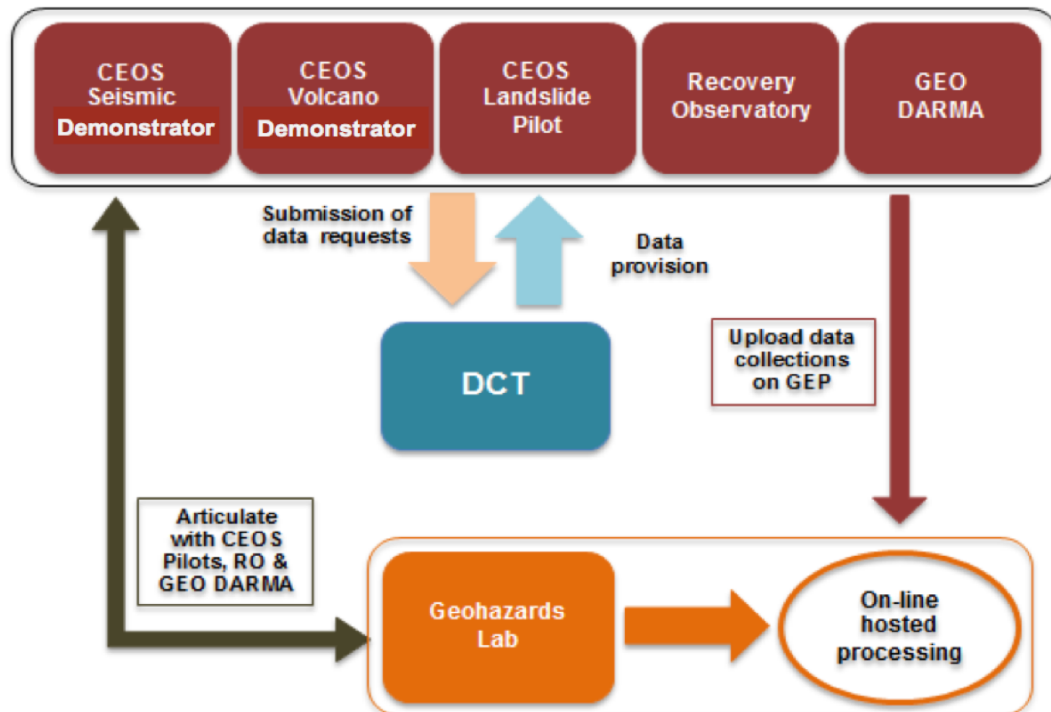 CEOS
Seismic
Demonstrator
CEOS
Volcano
Demonstrator
CEOS
Landslide
Pilot
Recovery
Observatory
GEO
DARMA
Submission of
data requests
Data
provision
DCT
Upload data
collections
on GEP
Articulate
with CEOS
Pilots, RO &
GEO DARMA
Geohazards
Lab
On-line
hosted
processing